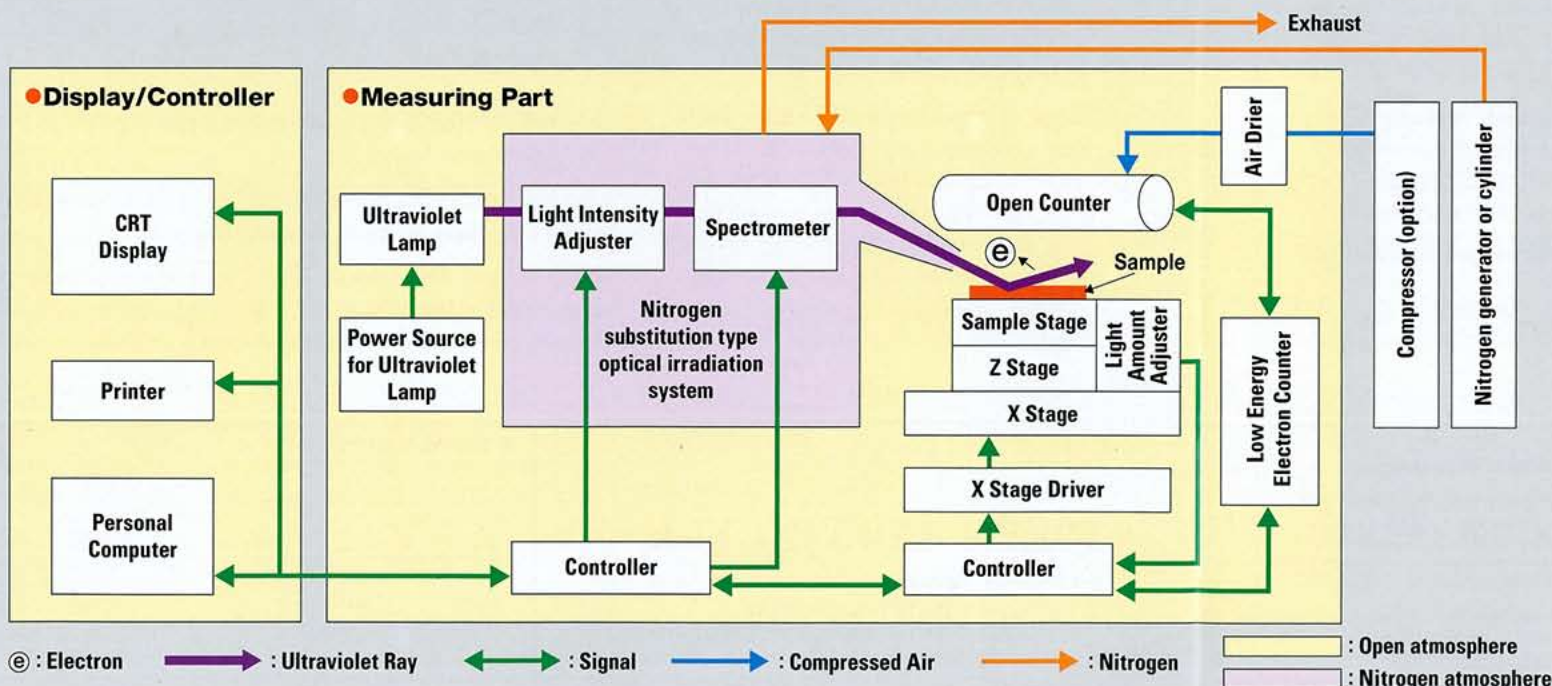 Exhaust
●Display/Controller
CRT
Display
Printer
Personal
Computer
●Measuring Part
Ultraviolet
Lamp
Power Source
for Ultraviolet
Lamp
Light Intensity
Adjuster
Spectrometer
Nitrogen
substitution type
optical irradiation
system
Controller
Open Counter
e
Sample
Sample Stage
Z Stage
Light
Amount
Adjuster
X Stage
X Stage Driver
Controller
Air Drier
Low Energy
Electron Counter
Compressor (option)
Nitrogen generator or cylinder
e : Electron
: Ultraviolet Ray
: Signal
: Compressed Air
: Nitrogen
: Open atmosphere
: Nitrogen atmosphere